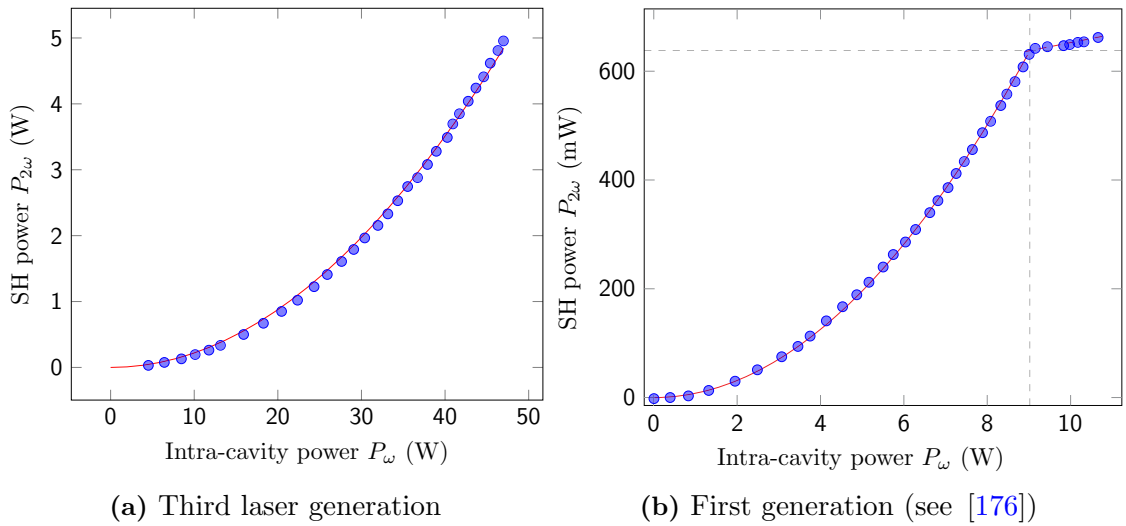 5
4
3
2
1
0
SH power P₂ω (W)
0 10 20 30 40 50
Intra-cavity power Pω (W)
(a) Third laser generation
600
400
200
0
SH power P₂ω (mW)
0 2 4 6 8 10
Intra-cavity power Pω (W)
(b) First generation (see [176])